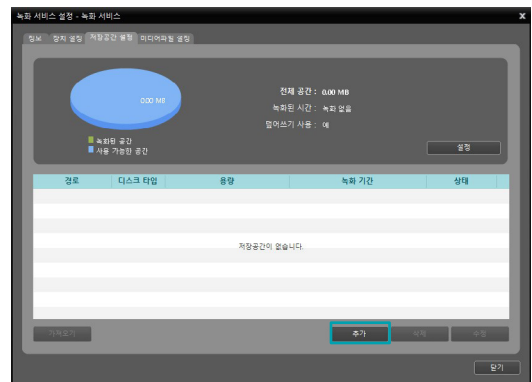 녹화 서비스 설정 - 녹화 서비스
X
정보 장치 설정 저장공간 설정 미디어파일 설정
0.00 MB
전체 공간 : 0.00 MB
녹화된 시간 : 녹화 없음
덮어쓰기 사용 : 예
녹화된 공간
사용 가능한 공간
설정
경로 디스크 타입 용량 녹화 기간 상태
저장공간이 없습니다.
가져오기 추가 삭제 수정
닫기